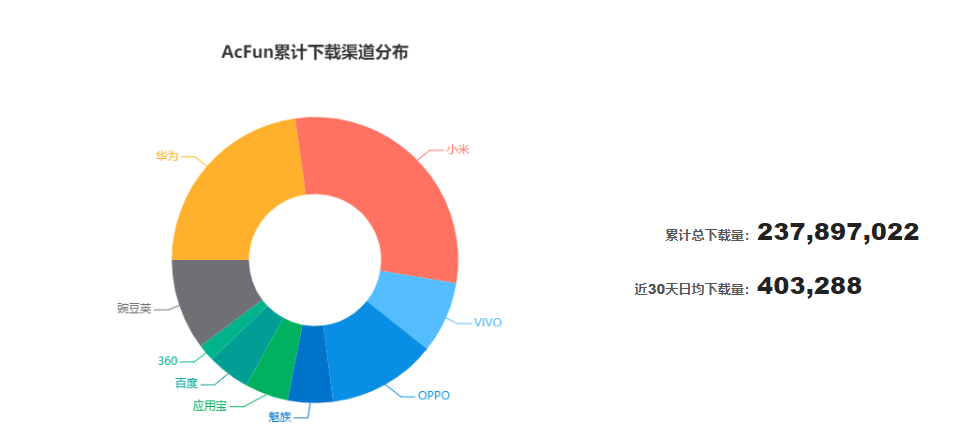 AcFun累计下载渠道分布
华为
小米
豌豆荚
VIVO
360
百度
OPPO
应用宝
魅族
累计总下载量：237,897,022
近30天日均下载量：403,288